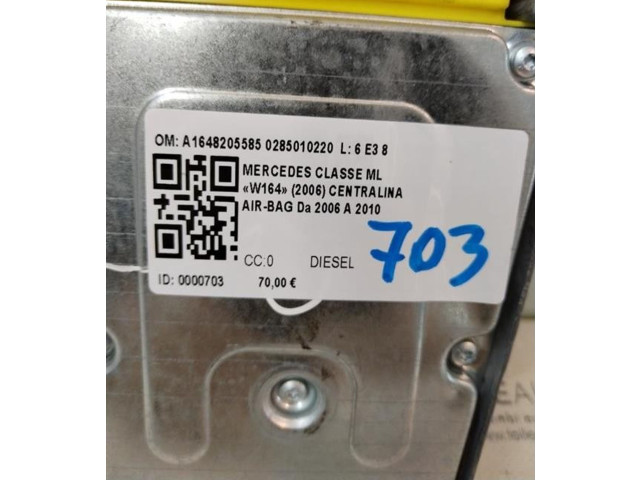 OM: A1648205585 0285010220 L: 6 E3 8
MERCEDES CLASSE ML
«W164» (2006) CENTRALINA
AIR-BAG Da 2006 A 2010
CC:0 DIESEL
703
ID: 0000703 70,00 €